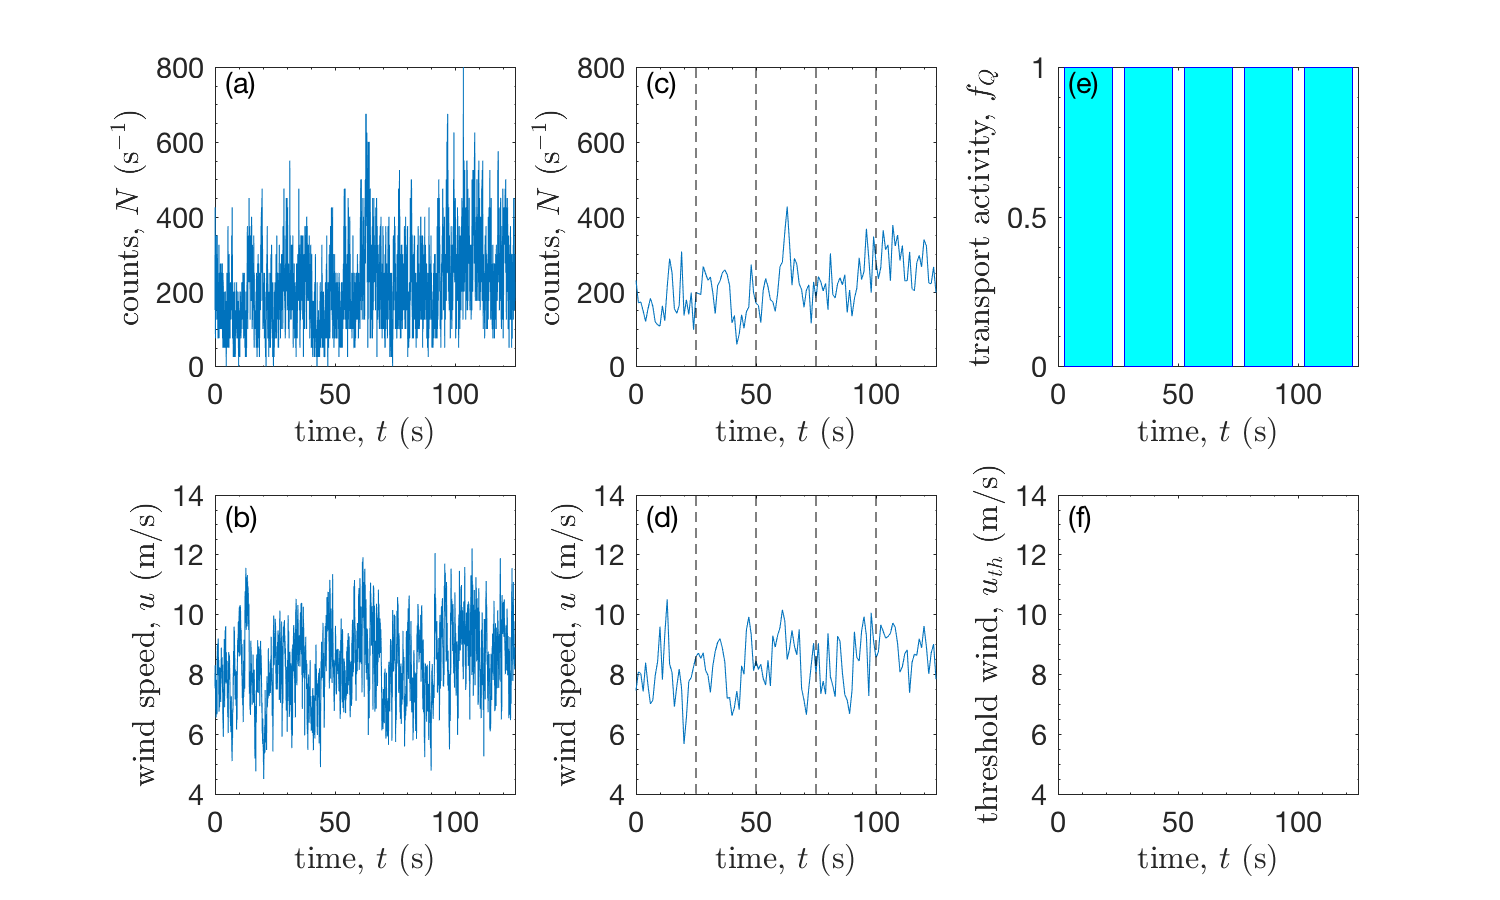 (a)
counts, N (s⁻¹)
800
600
400
200
0
0 50 100
time, t (s)
(c)
counts, N (s⁻¹)
800
600
400
200
0
0 50 100
time, t (s)
(e)
transport activity, f_Q
1
0.5
0
0 50 100
time, t (s)
(b)
wind speed, u (m/s)
14
12
10
8
6
4
0 50 100
time, t (s)
(d)
wind speed, u (m/s)
14
12
10
8
6
4
0 50 100
time, t (s)
(f)
threshold wind, u_th (m/s)
14
12
10
8
6
4
0 50 100
time, t (s)